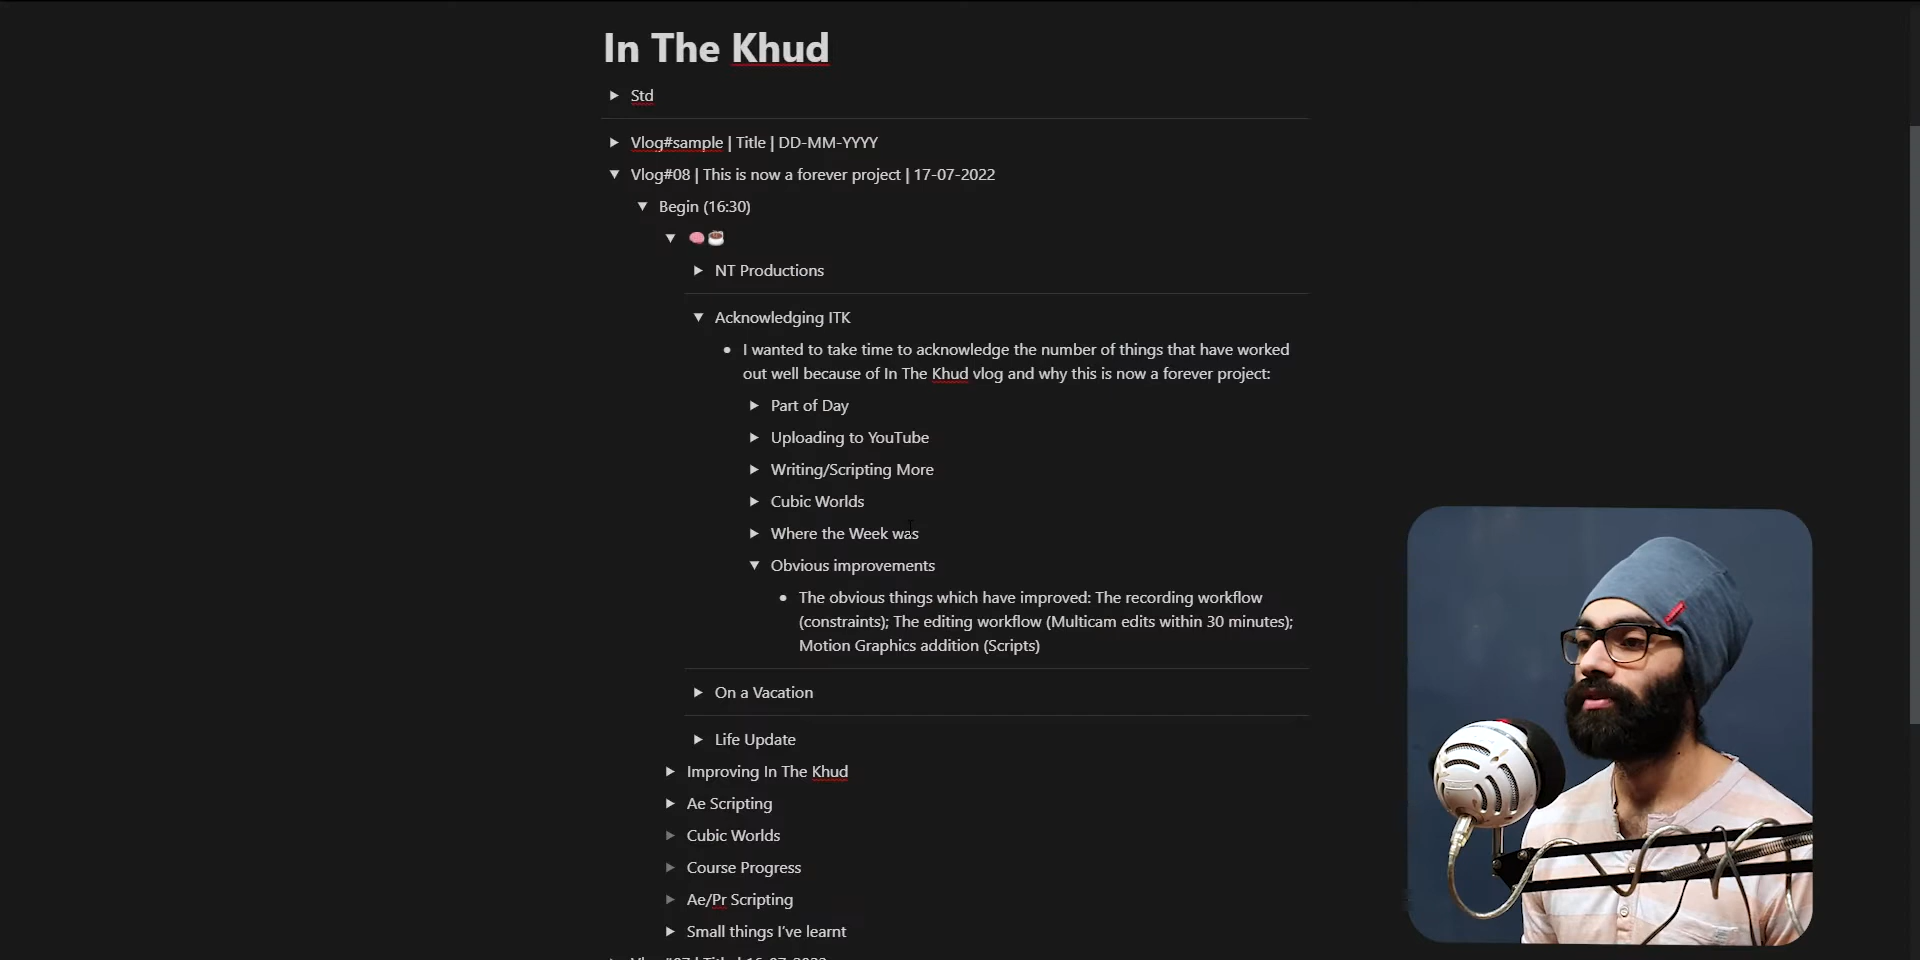 In The Khud
Std
Vlog#sample | Title | DD-MM-YYYY
Vlog#08 | This is now a forever project | 17-07-2022
Begin (16:30)
🧠☕
NT Productions
Acknowledging ITK
I wanted to take time to acknowledge the number of things that have worked
out well because of In The Khud vlog and why this is now a forever project:
Part of Day
Uploading to YouTube
Writing/Scripting More
Cubic Worlds
Where the Week was
Obvious improvements
The obvious things which have improved: The recording workflow
(constraints); The editing workflow (Multicam edits within 30 minutes);
Motion Graphics addition (Scripts)
On a Vacation
Life Update
Improving In The Khud
Ae Scripting
Cubic Worlds
Course Progress
Ae/Pr Scripting
Small things I've learnt